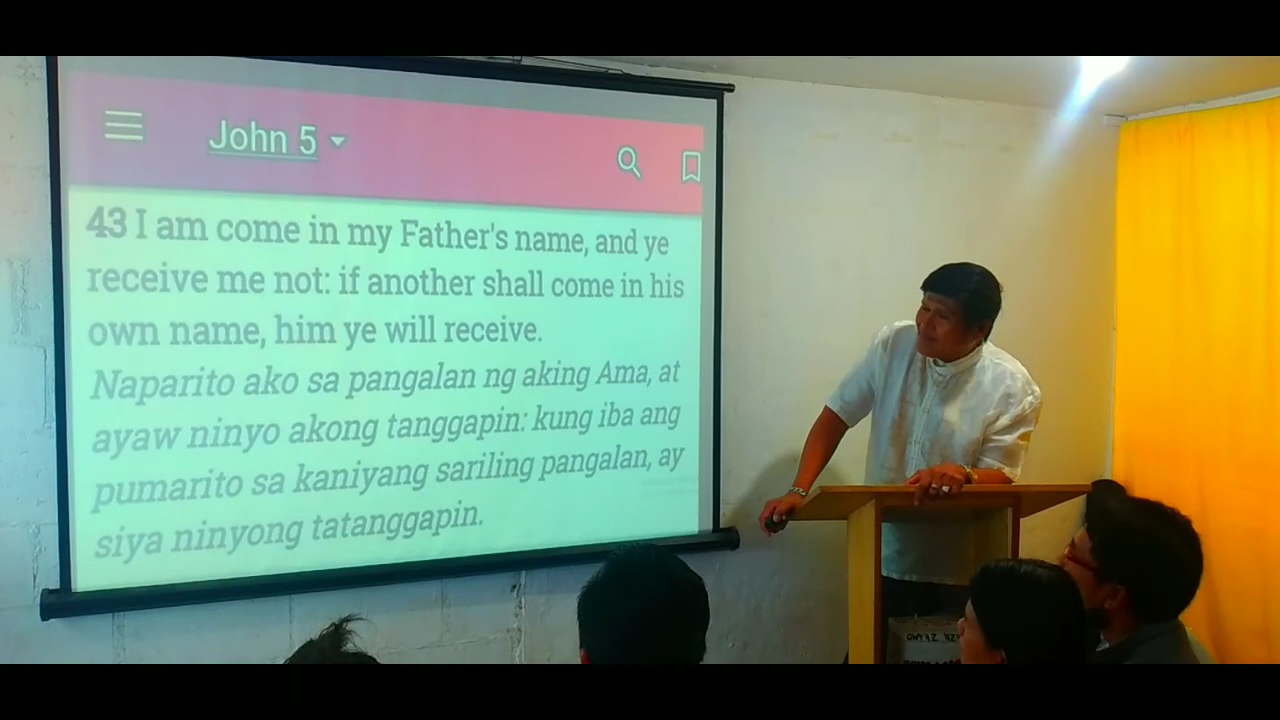 John 5
43 I am come in my Father's name, and ye
receive me not: if another shall come in his
own name, him ye will receive.
Naparito ako sa pangalan ng aking Ama, at
ayaw ninyo akong tanggapin: kung iba ang
pumarito sa kaniyang sariling pangalan, ay
siya ninyong tatanggapin.